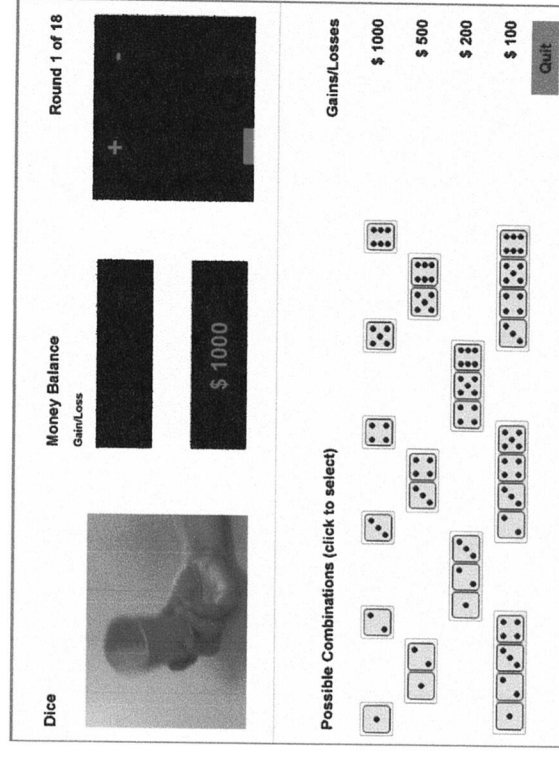 Dice
Money Balance
Round 1 of 18
Gain/Loss
+
-
$ 1000
Possible Combinations (click to select)
Gains/Losses
$ 1000
$ 500
$ 200
$ 100
Quit